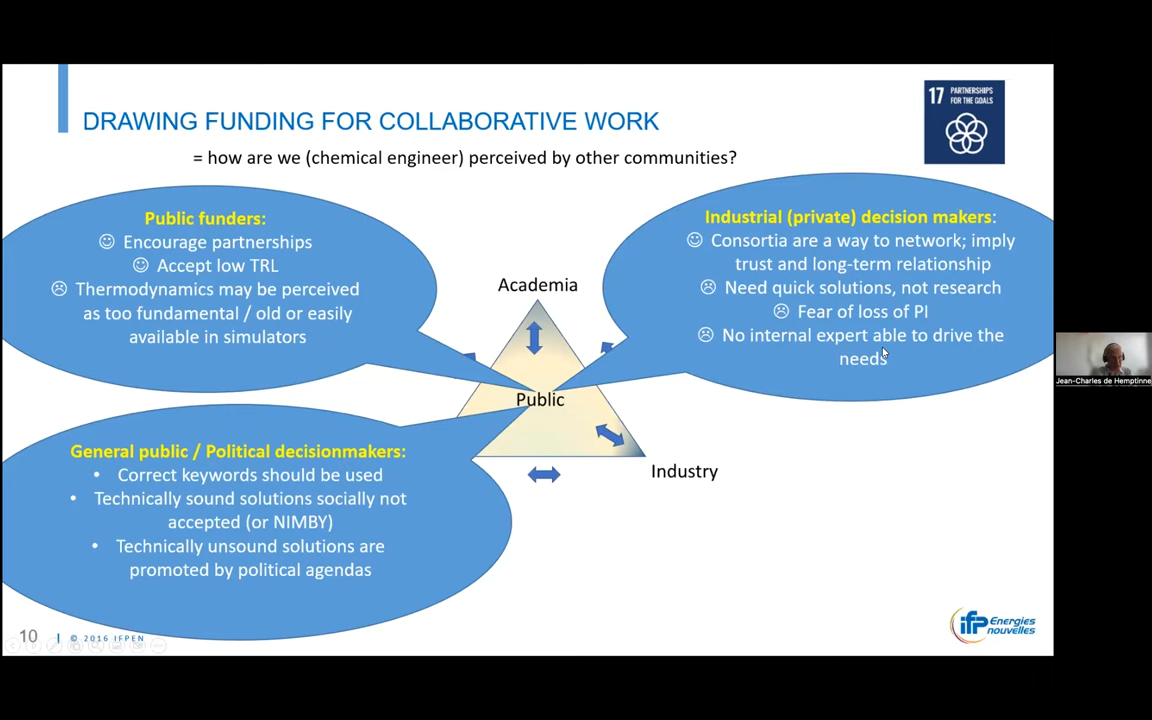 17 PARTNERSHIPS
FOR THE GOALS
DRAWING FUNDING FOR COLLABORATIVE WORK
= how are we (chemical engineer) perceived by other communities?
Public funders:
☺ Encourage partnerships
☺ Accept low TRL
☹ Thermodynamics may be perceived
as too fundamental / old or easily
available in simulators
Industrial (private) decision makers:
☺ Consortia are a way to network; imply
trust and long-term relationship
☹ Need quick solutions, not research
☹ Fear of loss of PI
☹ No internal expert able to drive the
needs
Academia
Public
Industry
General public / Political decisionmakers:
• Correct keywords should be used
• Technically sound solutions socially not
accepted (or NIMBY)
• Technically unsound solutions are
promoted by political agendas
10 | © 2016 IFPEN
ifp Energies
nouvelles
Jean-Charles de Hemptinne